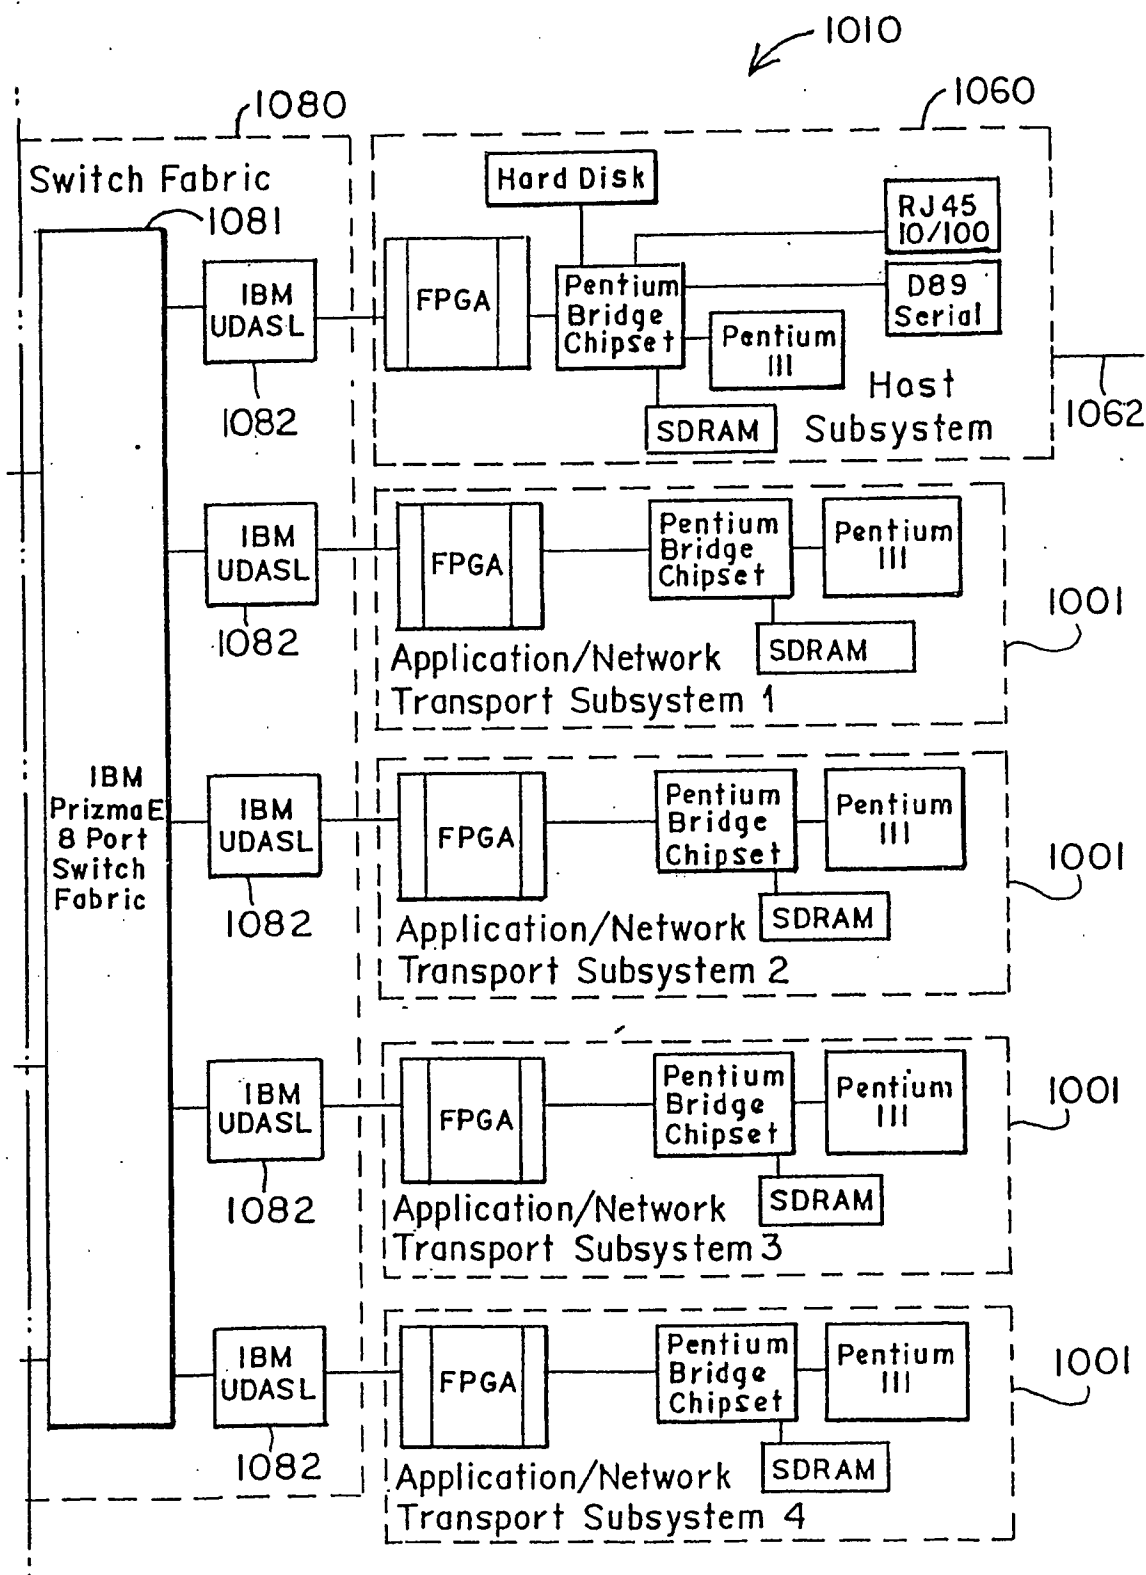 1010
1080
1060
Switch Fabric
1081
Hard Disk
RJ45
10/100
IBM
UDASL
FPGA
Pentium
Bridge
Chipset
D89
Serial
Pentium
III
1082
SDRAM
Host
Subsystem
1062
IBM
UDASL
FPGA
Pentium
Bridge
Chipset
Pentium
III
1082
SDRAM
1001
Application/Network
Transport Subsystem 1
IBM
PrizmaE
8 Port
Switch
Fabric
IBM
UDASL
FPGA
Pentium
Bridge
Chipset
Pentium
III
1082
SDRAM
1001
Application/Network
Transport Subsystem 2
IBM
UDASL
FPGA
Pentium
Bridge
Chipset
Pentium
III
1082
SDRAM
1001
Application/Network
Transport Subsystem 3
IBM
UDASL
FPGA
Pentium
Bridge
Chipset
Pentium
III
1082
SDRAM
1001
Application/Network
Transport Subsystem 4